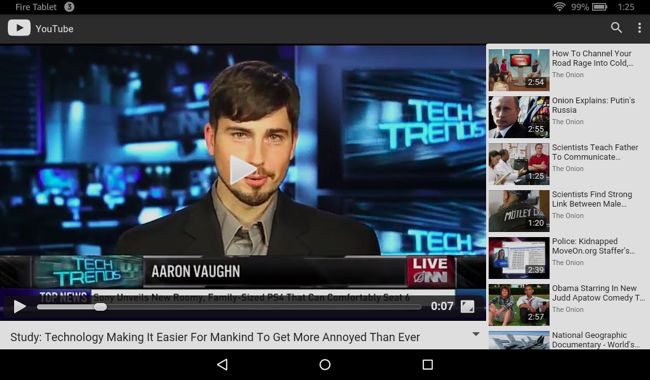 Fire Tablet 3 99% 1:25
YouTube
TECH
TRENDS
TECH
TRENDS
AARON VAUGHN
LIVE
ONN
TOP NEWS Sony Unveils New Roomy, Family-Sized PS4 That Can Comfortably Seat 6
0:07
Study: Technology Making It Easier For Mankind To Get More Annoyed Than Ever
2:54
How To Channel Your
Road Rage Into Cold,...
The Onion
2:55
Onion Explains: Putin's
Russia
The Onion
1:25
Scientists Teach Father
To Communicate...
The Onion
MOTLEY
1:20
Scientists Find Strong
Link Between Male...
The Onion
2:39
Police: Kidnapped
MoveOn.org Staffer's...
The Onion
2:57
Obama Starring In New
Judd Apatow Comedy T...
The Onion
National Geographic
Documentary - World's...